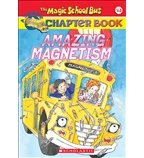 The Magic School Bus
CHAPTER BOOK
AMAZING
MAGNETISM
SCHOLASTIC